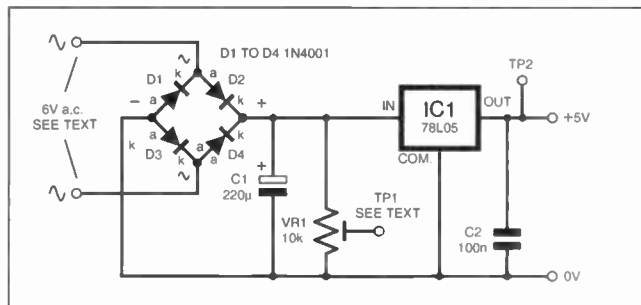 D1 TO D4 1N4001
TP2
D1
k
k
D2
a
a
−
+
IN
IC1
78L05
OUT
+5V
6V a.c.
SEE TEXT
k
a
k
a
k
D3
D4
COM.
+
C1
220µ
TP1
SEE TEXT
VR1
10k
C2
100n
0V